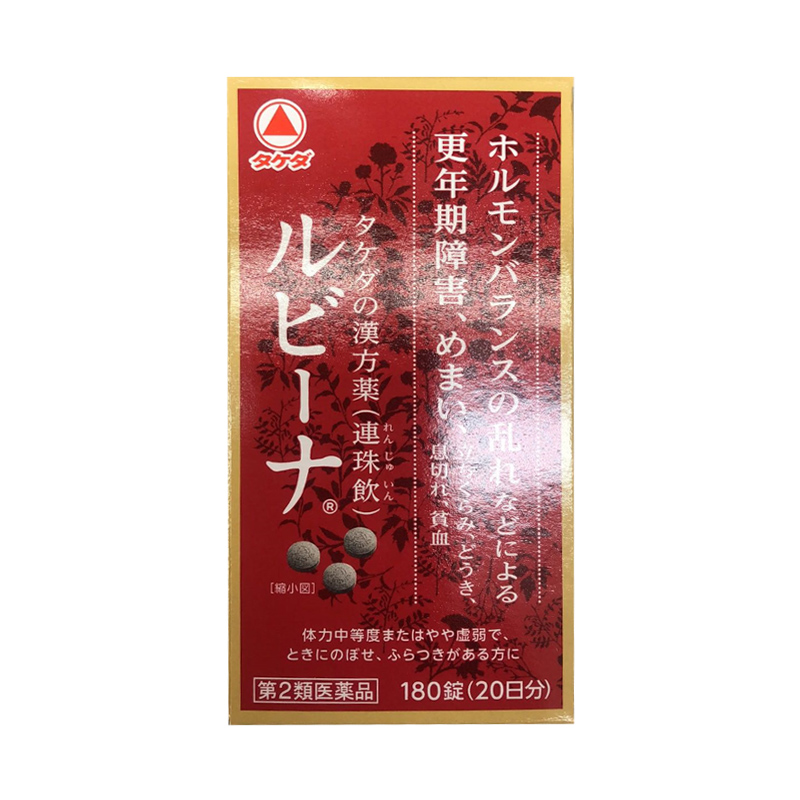 タケダ
ホルモンバランスの乱れなどによる
更年期障害、めまい、
立ちくらみ、どうき、
息切れ、貧血
タケダの漢方薬(連珠飲)
れんじゅいん
ルビーナ®
[縮小図]
体力中等度またはやや虚弱で、
ときにのぼせ、ふらつきがある方に
第2類医薬品
180錠(20日分)